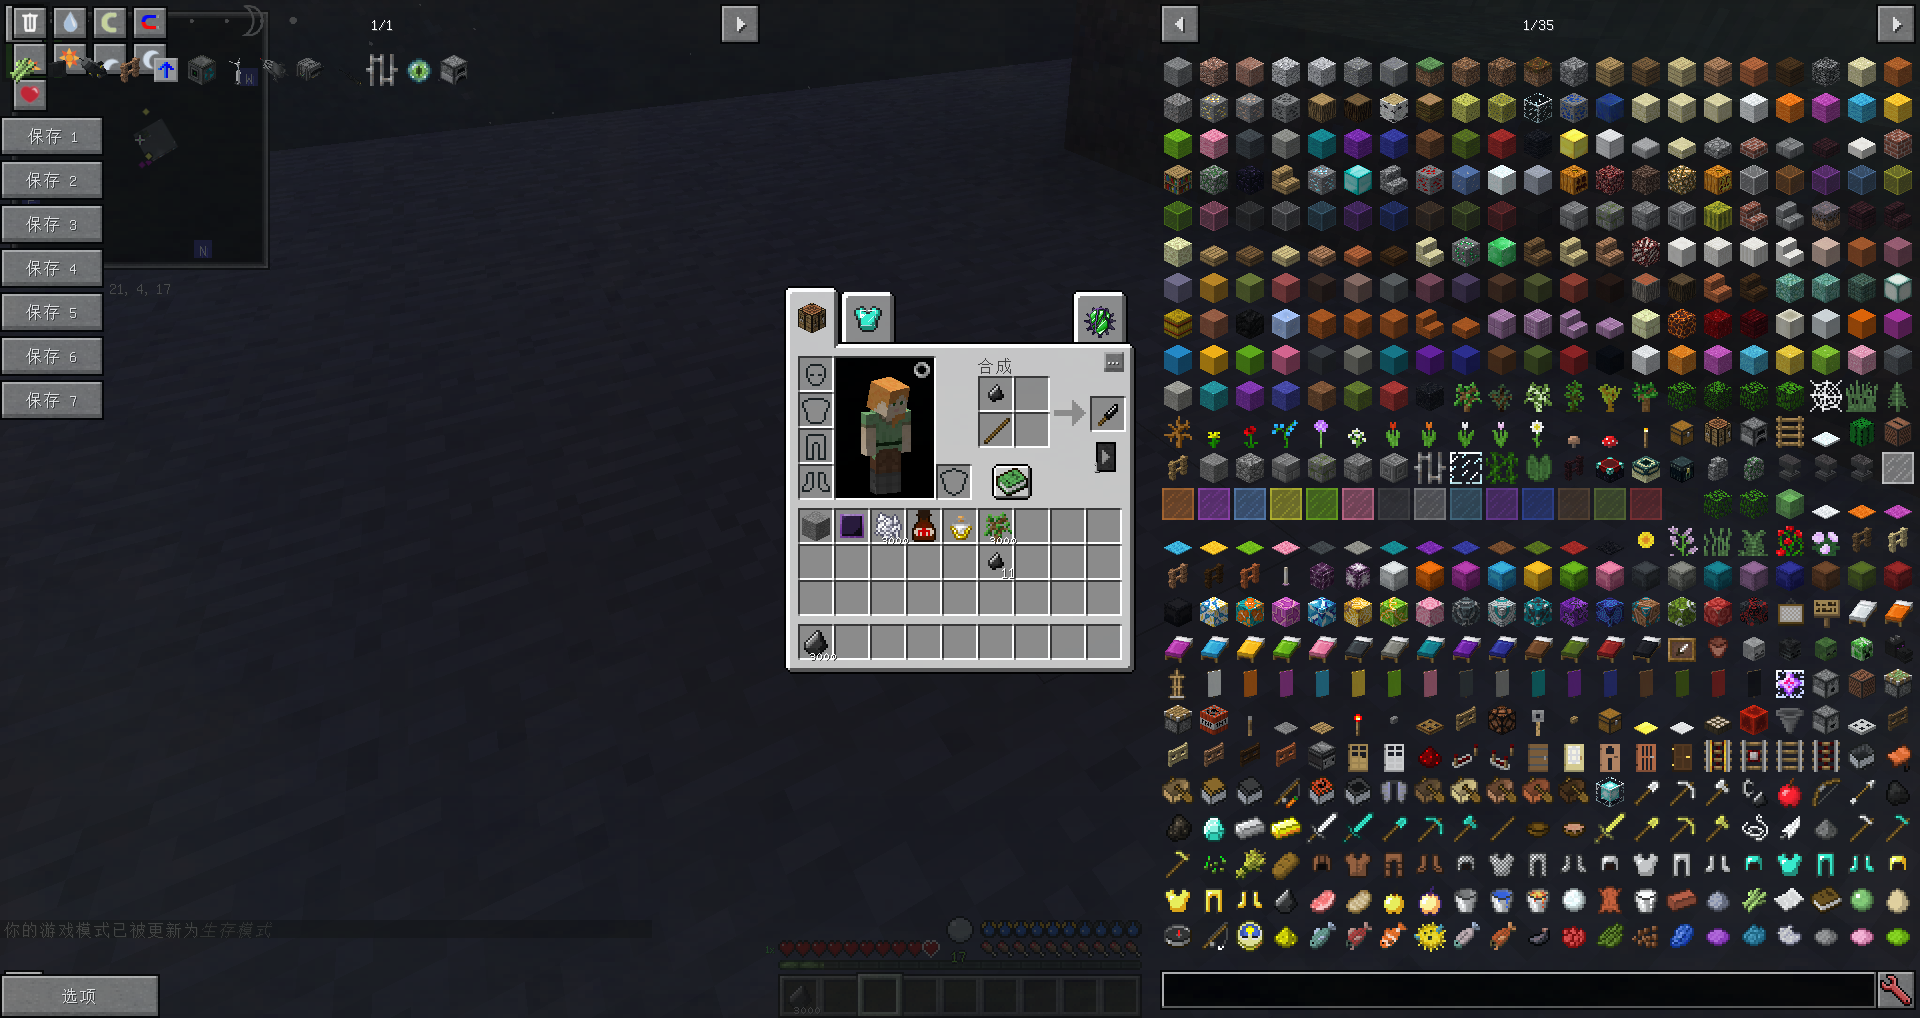 1/1
1/35
W
保存 1
保存 2
保存 3
保存 4
保存 5
保存 6
保存 7
N
21, 4, 17
合成
...
3000
3000
11
3000
你的游戏模式已被更新为生存模式
1x
17
3000
选项